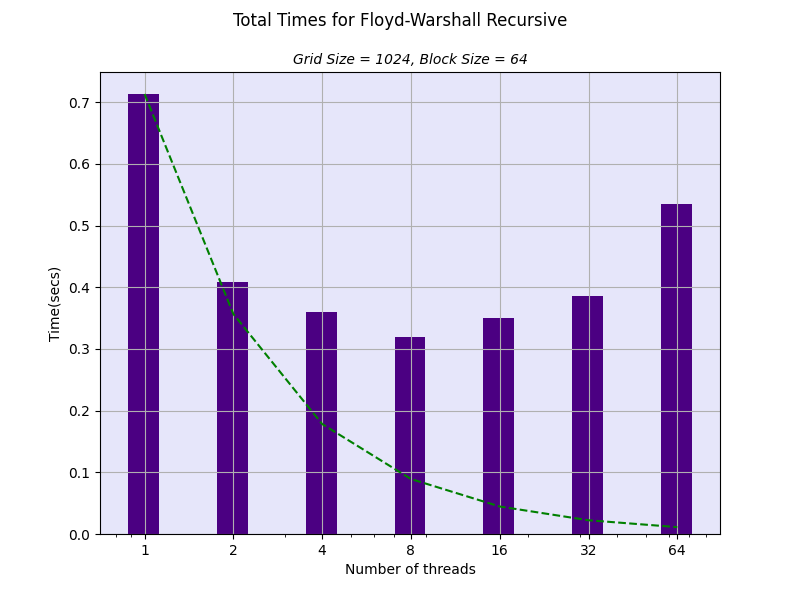 Total Times for Floyd-Warshall Recursive
Grid Size = 1024, Block Size = 64
0.7
0.6
0.5
0.4
0.3
0.2
0.1
0.0
Time(secs)
1 2 4 8 16 32 64
Number of threads